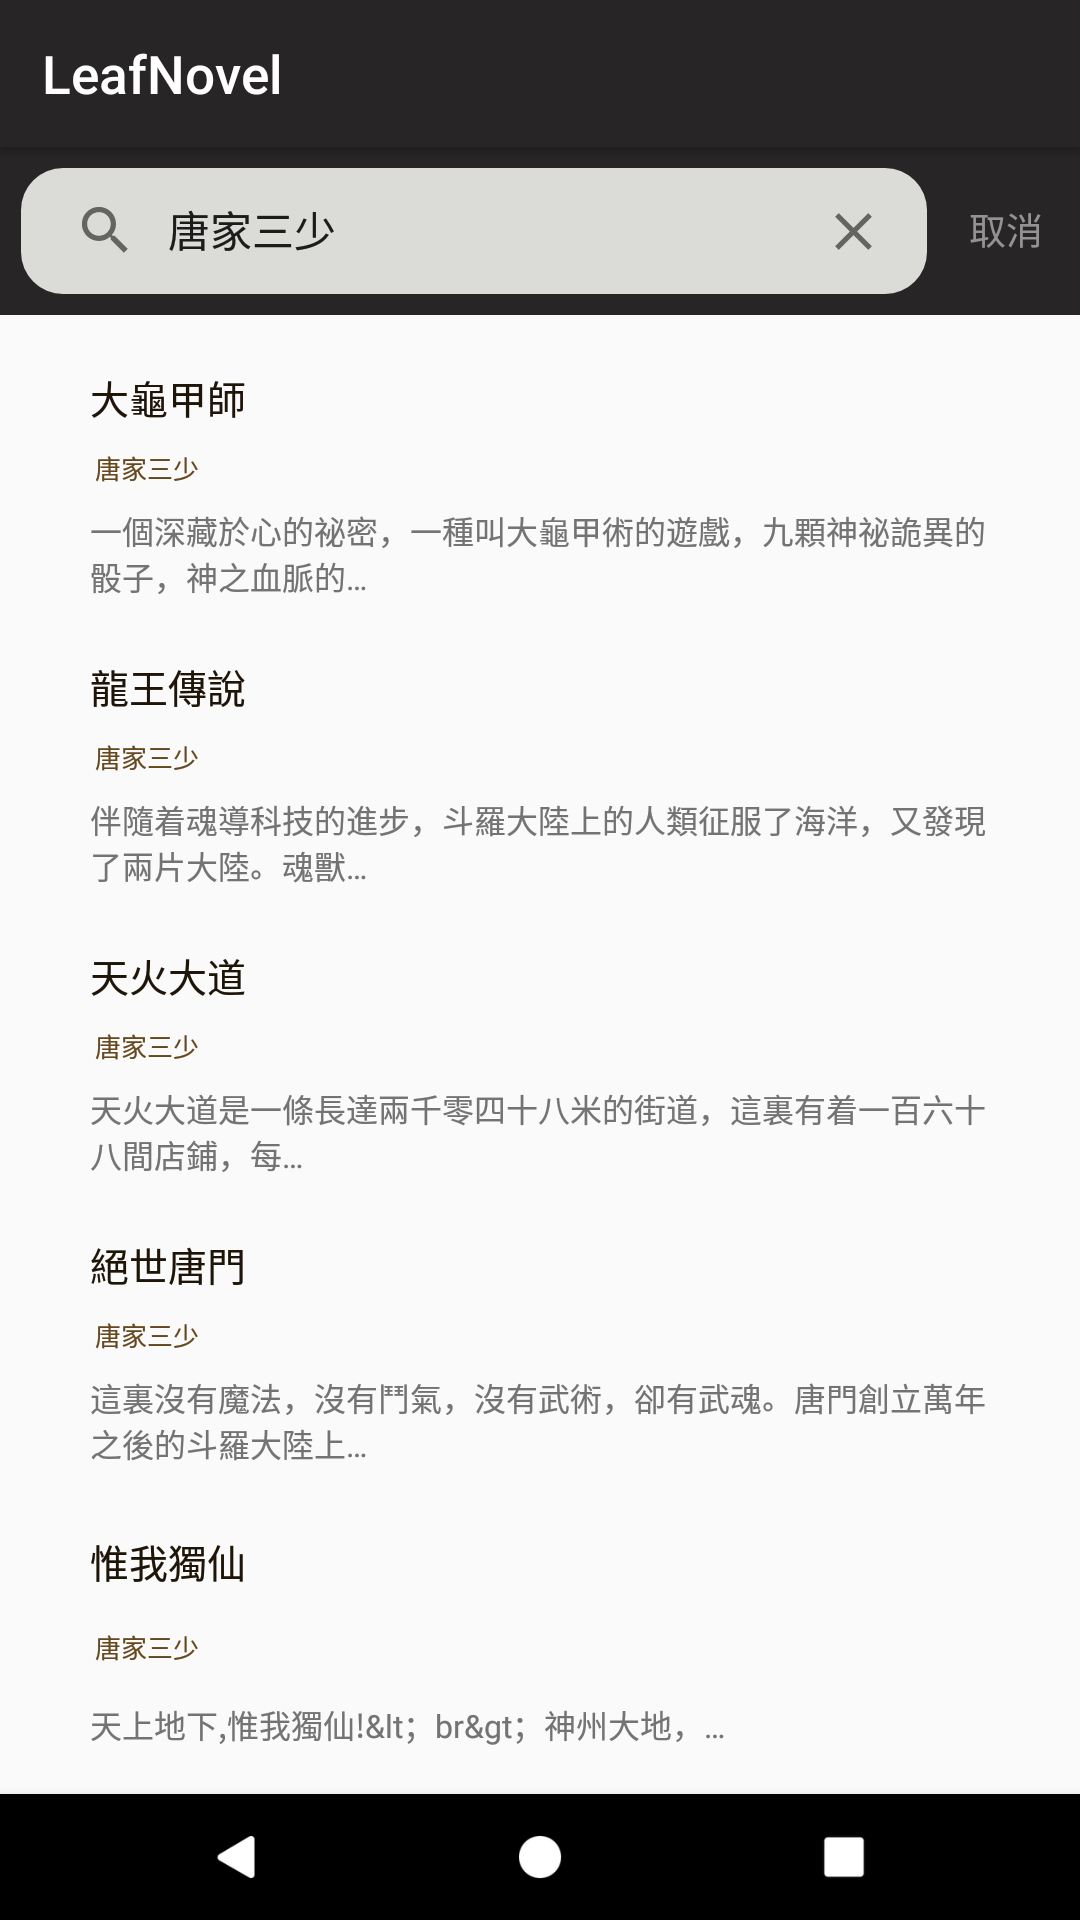 LeafNovel
唐家三少
取消
大龜甲師
唐家三少
一個深藏於心的祕密，一種叫大龜甲術的遊戲，九顆神祕詭異的
骰子，神之血脈的...
龍王傳說
唐家三少
伴隨着魂導科技的進步，斗羅大陸上的人類征服了海洋，又發現
了兩片大陸。魂獸...
天火大道
唐家三少
天火大道是一條長達兩千零四十八米的街道，這裏有着一百六十
八間店鋪，每...
絕世唐門
唐家三少
這裏沒有魔法，沒有鬥氣，沒有武術，卻有武魂。唐門創立萬年
之後的斗羅大陸上...
惟我獨仙
唐家三少
天上地下,惟我獨仙!&lt；br&gt；神州大地，...